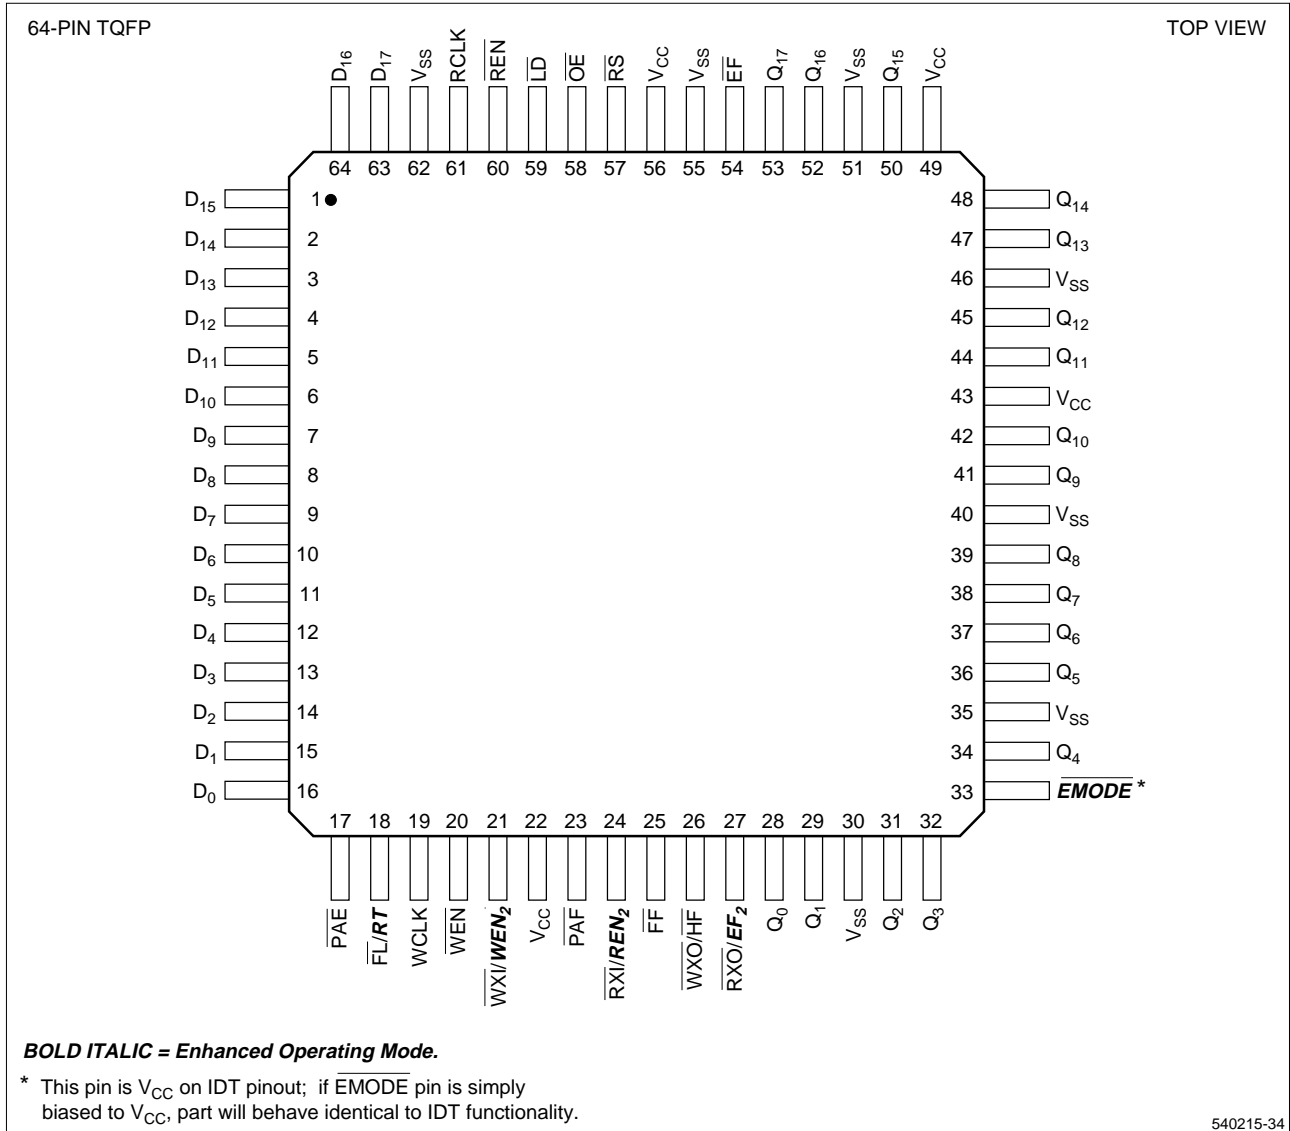 64-PIN TQFP
TOP VIEW
D16 D17 VSS RCLK REN LD OE RS VCC VSS EF Q17 Q16 VSS Q15 VCC
64 63 62 61 60 59 58 57 56 55 54 53 52 51 50 49
D15 1 48 Q14
D14 2 47 Q13
D13 3 46 VSS
D12 4 45 Q12
D11 5 44 Q11
D10 6 43 VCC
D9 7 42 Q10
D8 8 41 Q9
D7 9 40 VSS
D6 10 39 Q8
D5 11 38 Q7
D4 12 37 Q6
D3 13 36 Q5
D2 14 35 VSS
D1 15 34 Q4
D0 16 33 EMODE *
17 18 19 20 21 22 23 24 25 26 27 28 29 30 31 32
PAE FL/RT WCLK WEN WXI/WEN2 VCC PAF RXI/REN2 FF WXO/HF RXO/EF2 Q0 Q1 VSS Q2 Q3
BOLD ITALIC = Enhanced Operating Mode.
* This pin is VCC on IDT pinout; if EMODE pin is simply
biased to VCC, part will behave identical to IDT functionality.
540215-34